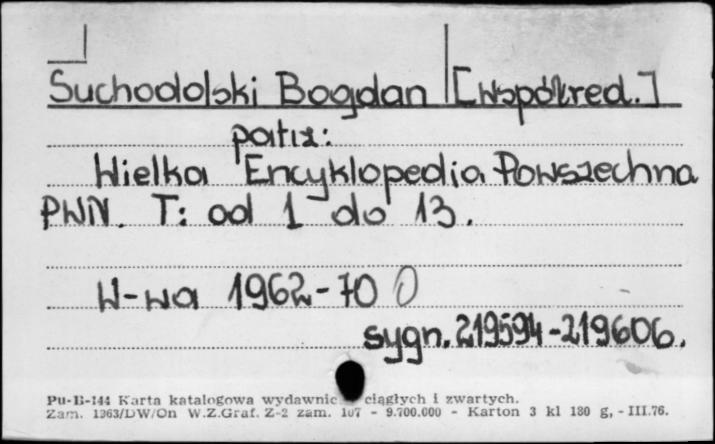 Suchodolski Bogdan [Współred.]
patrz:
Wielka Encyklopedia Powszechna
PWN. T: od 1 do 13.
W-wa 1962-70
sygn. 219594-219606.
Pu-B-144 Karta katalogowa wydawnic ciągłych i zwartych.
Zam. 1363/DW/On W.Z.Graf. Z-2 zam. 107 - 9.700.000 - Karton 3 kl 180 g, - III.76.